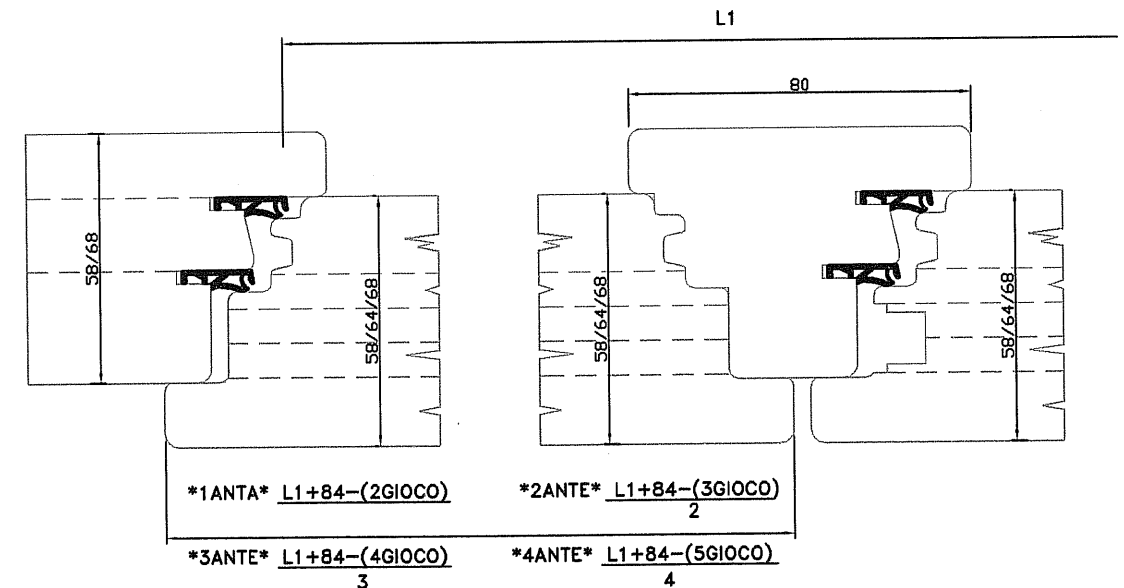 L1
80
58/68
58/64/68
58/64/68
58/64/68
*1ANTA* L1+84-(2GIOCO)
*2ANTE* L1+84-(3GIOCO)
2
*3ANTE* L1+84-(4GIOCO)
3
*4ANTE* L1+84-(5GIOCO)
4